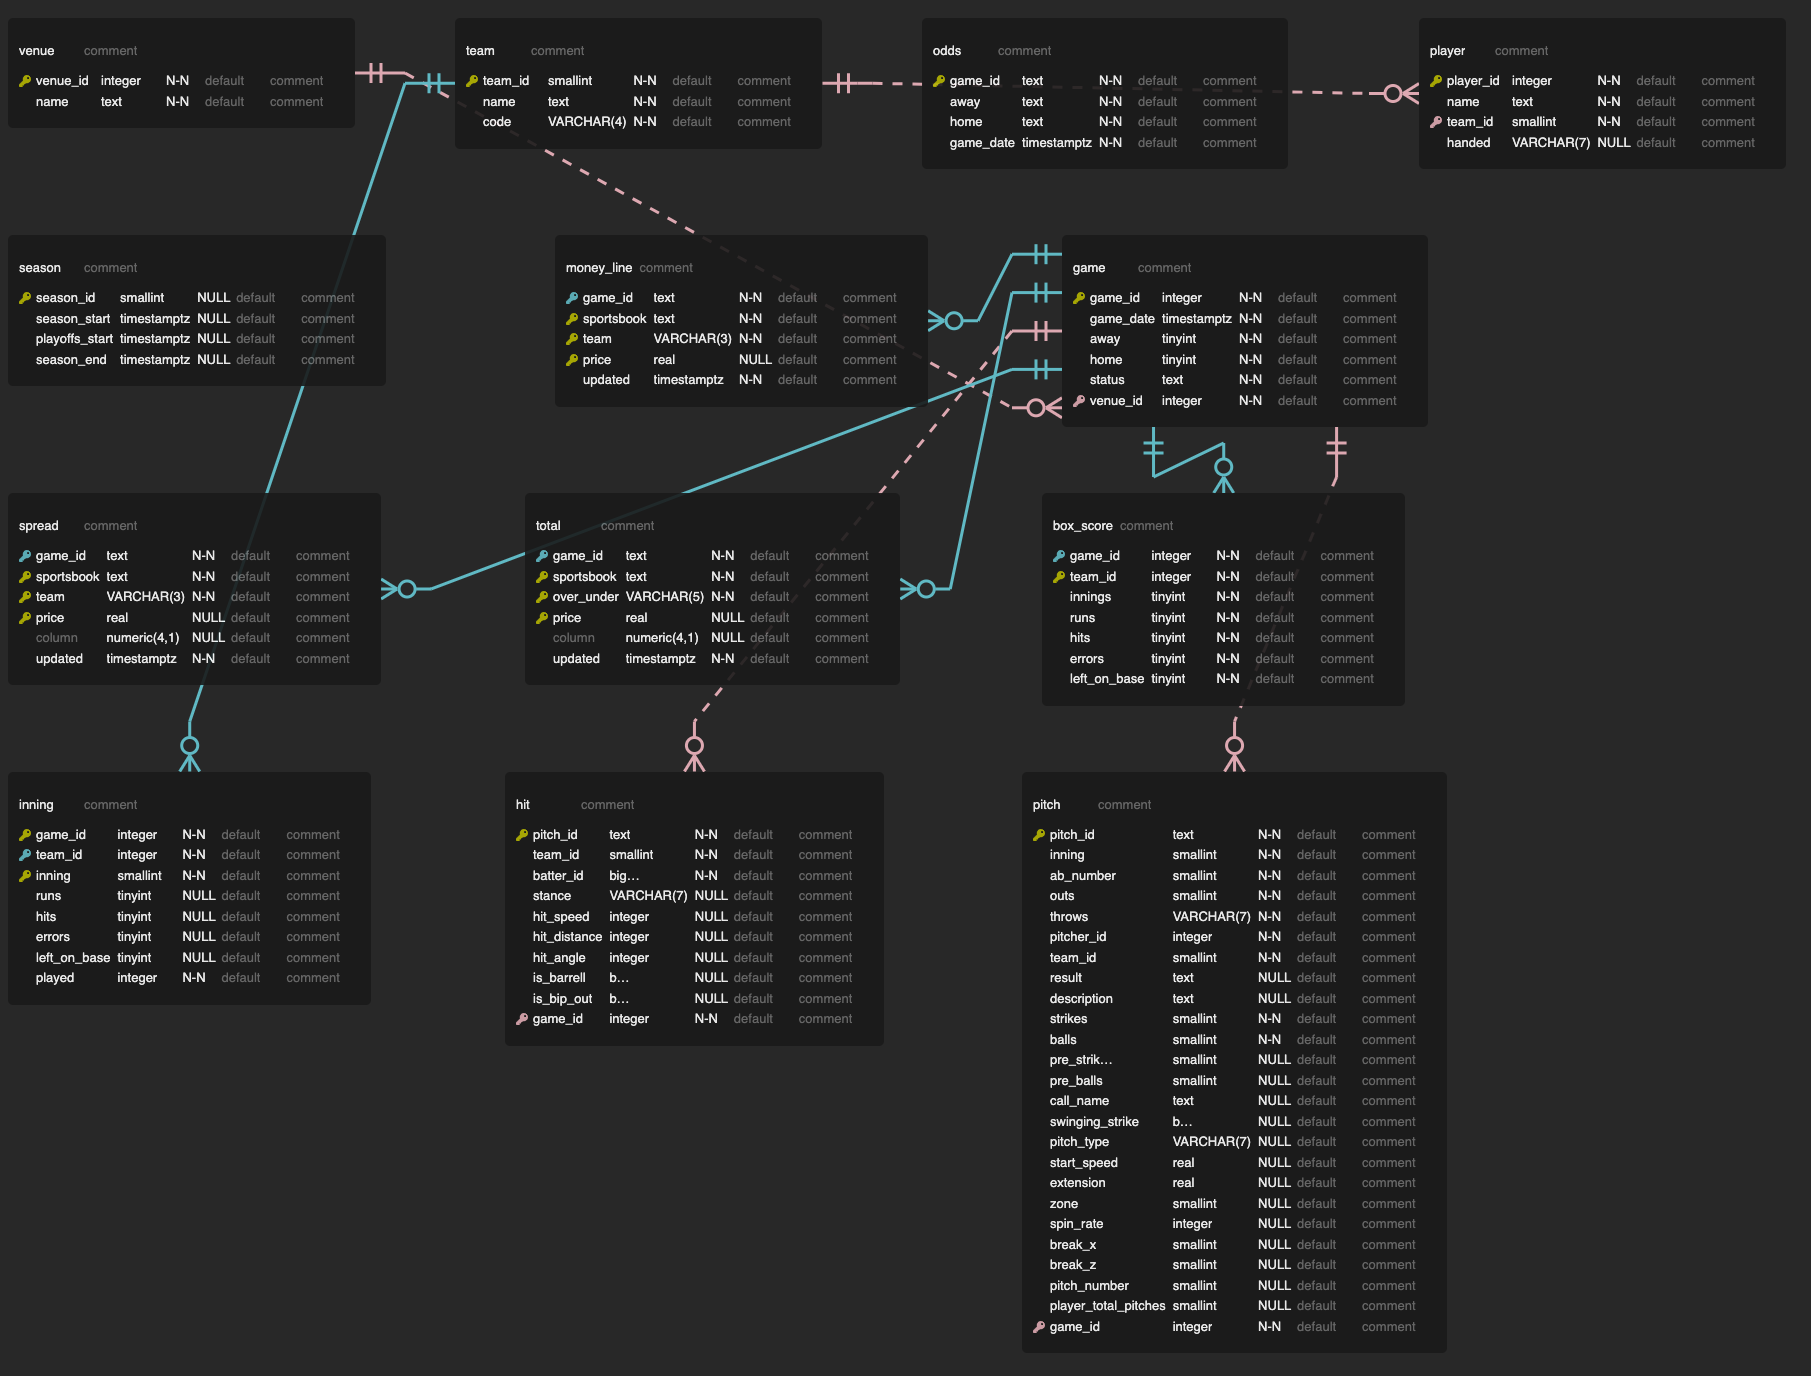 venue comment
venue_id integer N-N default comment
name text N-N default comment
team comment
team_id smallint N-N default comment
name text N-N default comment
code VARCHAR(4) N-N default comment
odds comment
game_id text N-N default comment
away text N-N default comment
home text N-N default comment
game_date timestamptz N-N default comment
player comment
player_id integer N-N default comment
name text N-N default comment
team_id smallint N-N default comment
handed VARCHAR(7) NULL default comment
season comment
season_id smallint NULL default comment
season_start timestamptz NULL default comment
playoffs_start timestamptz NULL default comment
season_end timestamptz NULL default comment
money_line comment
game_id text N-N default comment
sportsbook text N-N default comment
team VARCHAR(3) N-N default comment
price real NULL default comment
updated timestamptz N-N default comment
game comment
game_id integer N-N default comment
game_date timestamptz N-N default comment
away tinyint N-N default comment
home tinyint N-N default comment
status text N-N default comment
venue_id integer N-N default comment
spread comment
game_id text N-N default comment
sportsbook text N-N default comment
team VARCHAR(3) N-N default comment
price real NULL default comment
column numeric(4,1) NULL default comment
updated timestamptz N-N default comment
total comment
game_id text N-N default comment
sportsbook text N-N default comment
over_under VARCHAR(5) N-N default comment
price real NULL default comment
column numeric(4,1) NULL default comment
updated timestamptz N-N default comment
box_score comment
game_id integer N-N default comment
team_id integer N-N default comment
innings tinyint N-N default comment
runs tinyint N-N default comment
hits tinyint N-N default comment
errors tinyint N-N default comment
left_on_base tinyint N-N default comment
inning comment
game_id integer N-N default comment
team_id integer N-N default comment
inning smallint N-N default comment
runs tinyint NULL default comment
hits tinyint NULL default comment
errors tinyint NULL default comment
left_on_base tinyint NULL default comment
played integer N-N default comment
hit comment
pitch_id text N-N default comment
team_id smallint N-N default comment
batter_id big... N-N default comment
stance VARCHAR(7) NULL default comment
hit_speed integer NULL default comment
hit_distance integer NULL default comment
hit_angle integer NULL default comment
is_barrell b... NULL default comment
is_bip_out b... NULL default comment
game_id integer N-N default comment
pitch comment
pitch_id text N-N default comment
inning smallint N-N default comment
ab_number smallint N-N default comment
outs smallint N-N default comment
throws VARCHAR(7) N-N default comment
pitcher_id integer N-N default comment
team_id smallint N-N default comment
result text NULL default comment
description text NULL default comment
strikes smallint N-N default comment
balls smallint N-N default comment
pre_strik... smallint NULL default comment
pre_balls smallint NULL default comment
call_name text NULL default comment
swinging_strike b... NULL default comment
pitch_type VARCHAR(7) NULL default comment
start_speed real NULL default comment
extension real NULL default comment
zone smallint NULL default comment
spin_rate integer NULL default comment
break_x smallint NULL default comment
break_z smallint NULL default comment
pitch_number smallint NULL default comment
player_total_pitches smallint NULL default comment
game_id integer N-N default comment